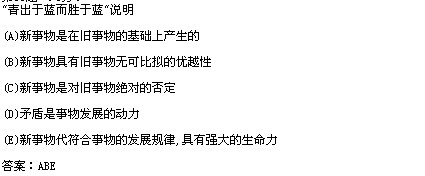 “青出于蓝而胜于蓝“说明
(A)新事物是在旧事物的基础上产生的
(B)新事物具有旧事物无可比拟的优越性
(C)新事物是对旧事物绝对的否定
(D)矛盾是事物发展的动力
(E)新事物代符合事物的发展规律,具有强大的生命力
答案：ABE